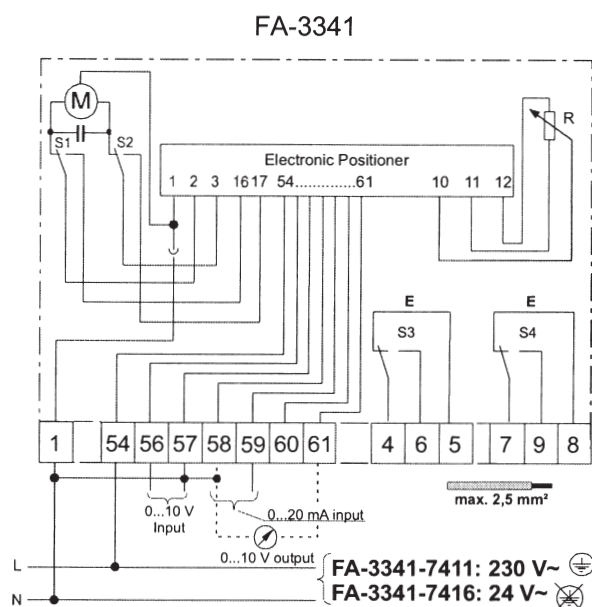 FA-3341
M
S1
S2
Electronic Positioner
1 2 3 16 17 54..............61 10 11 12
R
E
S3
E
S4
1 54 56 57 58 59 60 61 4 6 5 7 9 8
max. 2,5 mm²
0...10 V
Input
0...20 mA input
0...10 V output
L
N
FA-3341-7411: 230 V~
FA-3341-7416: 24 V~